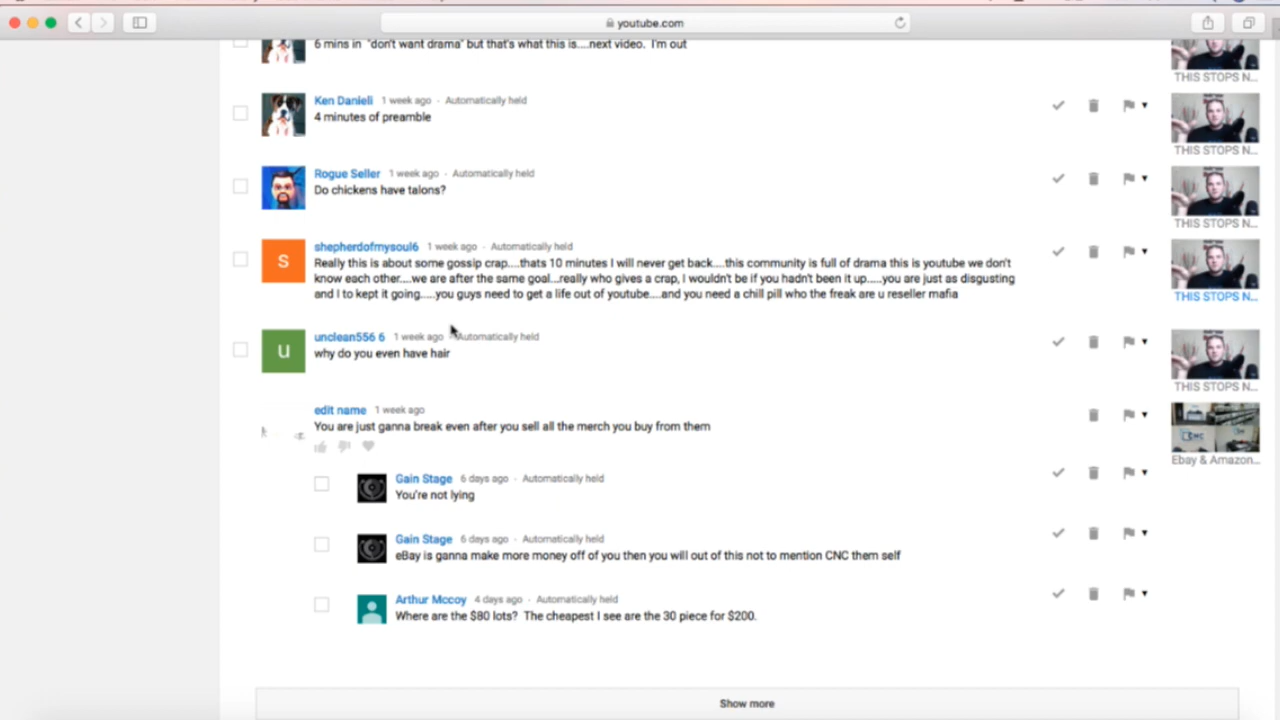 youtube.com
6 mins in "don't want drama" but that's what this is....next video. I'm out
THIS STOPS N...
Ken Danieli 1 week ago · Automatically held
4 minutes of preamble
THIS STOPS N...
Rogue Seller 1 week ago · Automatically held
Do chickens have talons?
THIS STOPS N...
S
shepherdofmysoul6 1 week ago · Automatically held
Really this is about some gossip crap....thats 10 minutes I will never get back....this community is full of drama this is youtube we don't
know each other....we are after the same goal...really who gives a crap, I wouldn't be if you hadn't been it up.....you are just as disgusting
and I to kept it going.....you guys need to get a life out of youtube....and you need a chill pill who the freak are u reseller mafia
THIS STOPS N...
u
unclean556 6 1 week ago · Automatically held
why do you even have hair
THIS STOPS N...
edit name 1 week ago
You are just ganna break even after you sell all the merch you buy from them
CNC
Ebay & Amazon...
Gain Stage 6 days ago · Automatically held
You're not lying
Gain Stage 6 days ago · Automatically held
eBay is ganna make more money off of you then you will out of this not to mention CNC them self
Arthur Mccoy 4 days ago · Automatically held
Where are the $80 lots? The cheapest I see are the 30 piece for $200.
Show more